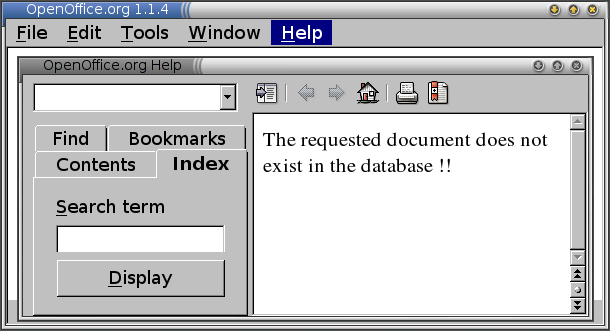 OpenOffice.org 1.1.4
File Edit Tools Window Help
OpenOffice.org Help
Find Bookmarks
Contents Index
Search term
Display
The requested document does not
exist in the database !!